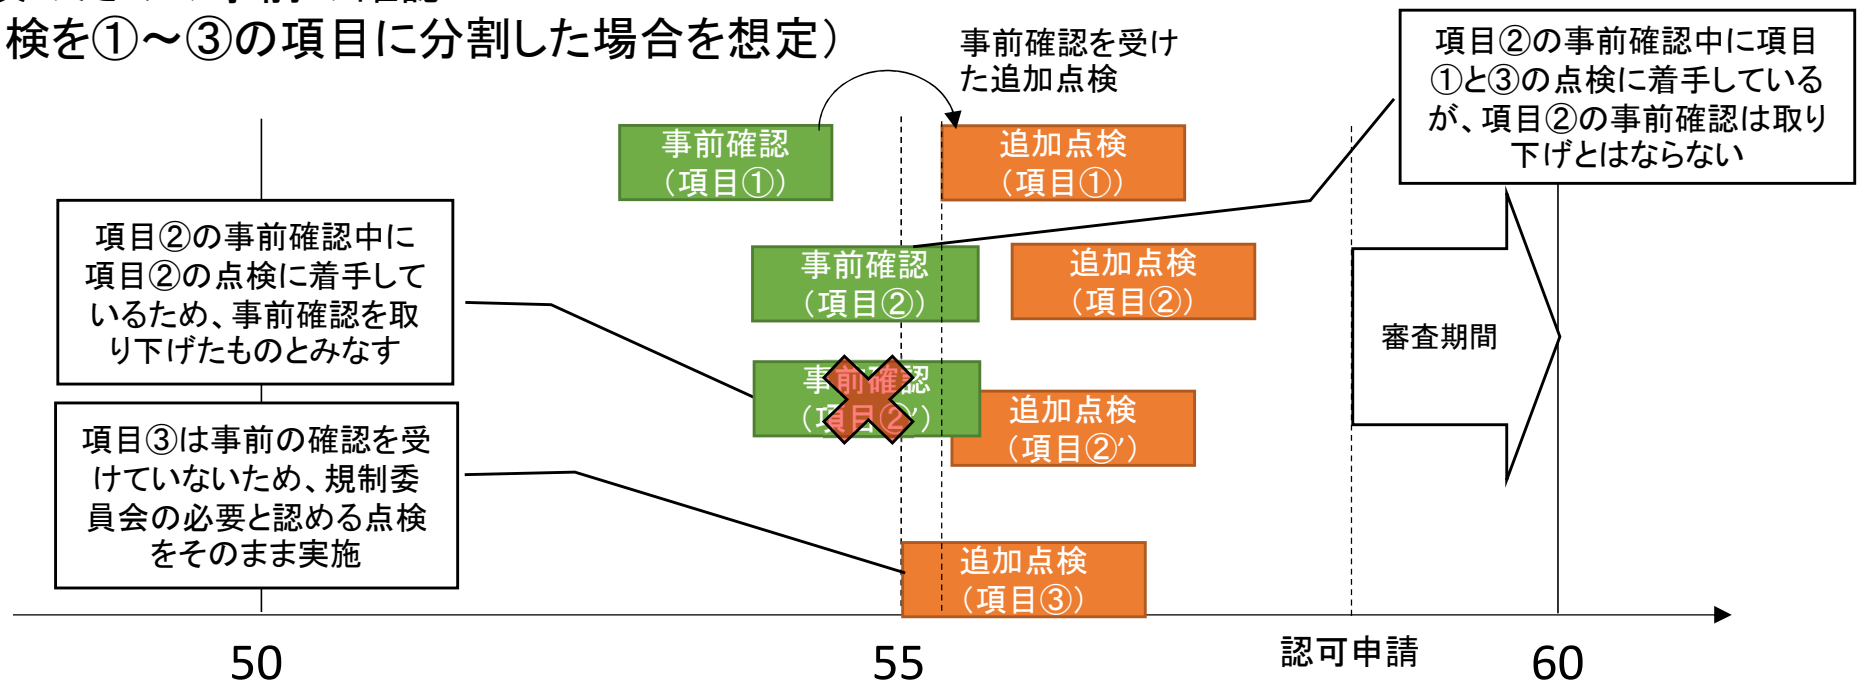 検を①～③の項目に分割した場合を想定）
事前確認を受け
た追加点検
項目②の事前確認中に項目
①と③の点検に着手している
が、項目②の事前確認は取り
下げとはならない
事前確認
（項目①）
追加点検
（項目①）
項目②の事前確認中に
項目②の点検に着手して
いるため、事前確認を取
り下げたものとみなす
事前確認
（項目②）
追加点検
（項目②）
審査期間
事前確認
（項目②’）
追加点検
（項目②’）
項目③は事前の確認を受
けていないため、規制委
員会の必要と認める点検
をそのまま実施
追加点検
（項目③）
50
55
認可申請
60